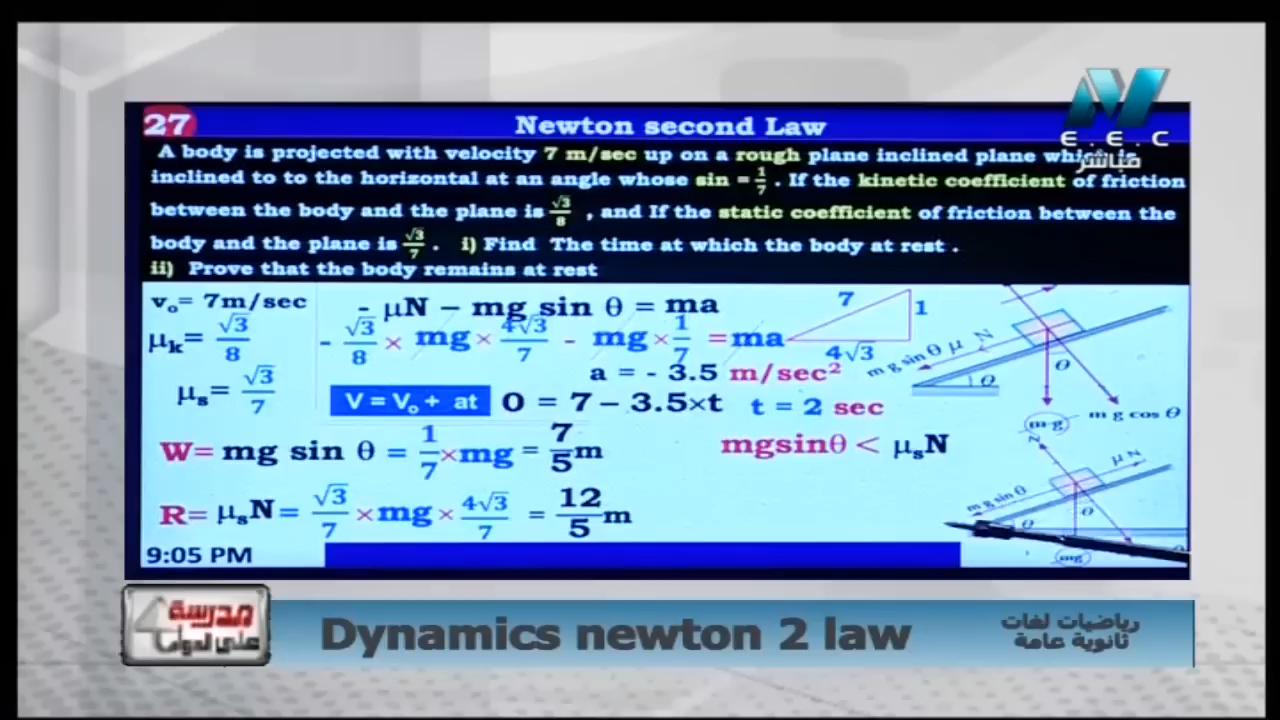 27
Newton second Law
A body is projected with velocity 7 m/sec up on a rough plane inclined plane which is
inclined to to the horizontal at an angle whose sin = 1/7 . If the kinetic coefficient of friction
between the body and the plane is √3/8 , and If the static coefficient of friction between the
body and the plane is √3/7 . i) Find The time at which the body at rest .
ii) Prove that the body remains at rest
E . E . C
مباشر
v₀= 7m/sec
μₖ= √3/8
μₛ= √3/7
- μN – mg sin θ = ma
- √3/8 × mg × 4√3/7 - mg × 1/7 = ma
a = - 3.5 m/sec²
V = V₀ + at
0 = 7 – 3.5×t
t = 2 sec
7
1
4√3
N
μ
m g sin θ
θ
θ
m g
m g cos θ
W= mg sin θ = 1/7 ×mg = 7/5 m
mgsinθ < μₛN
R= μₛN= √3/7 ×mg× 4√3/7 = 12/5 m
N
μ N
m g sin θ
θ
θ
mg
9:05 PM
مدرسة
على الهواء
Dynamics newton 2 law
رياضيات لغات
ثانوية عامة